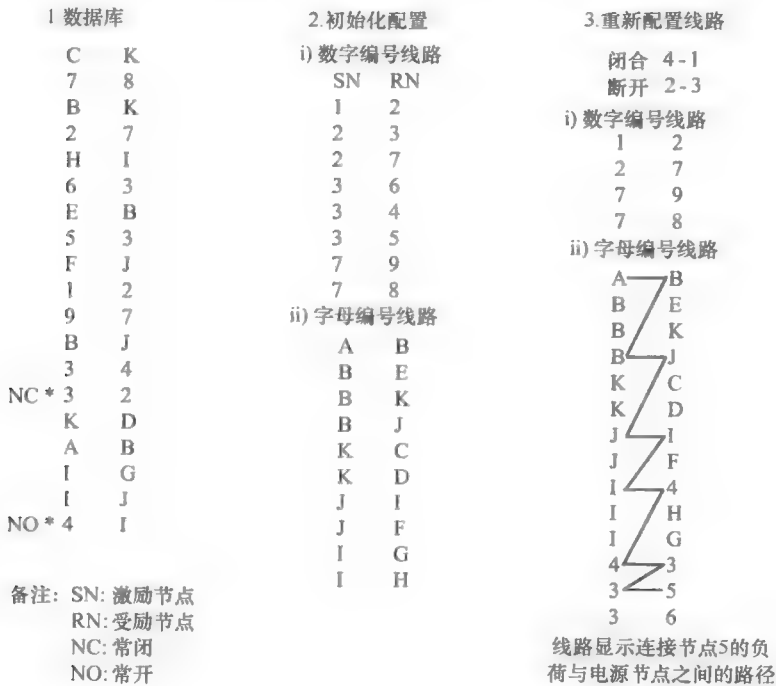 1 数据库
C K
7 8
B K
2 7
H I
6 3
E B
5 3
F J
1 2
9 7
B J
3 4
NC * 3 2
K D
A B
I G
I J
NO * 4 I
备注: SN: 激励节点
RN: 受励节点
NC: 常闭
NO: 常开
2.初始化配置
i) 数字编号线路
SN RN
1 2
2 3
2 7
3 6
3 4
3 5
7 9
7 8
ii) 字母编号线路
A B
B E
B K
B J
K C
K D
J I
J F
I G
I H
3.重新配置线路
闭合 4-1
断开 2-3
i) 数字编号线路
1 2
2 7
7 9
7 8
ii) 字母编号线路
A B
B E
B K
B J
K C
K D
J I
J F
I 4
I H
I G
4 3
3 5
3 6
线路显示连接节点5的负
荷与电源节点之间的路径